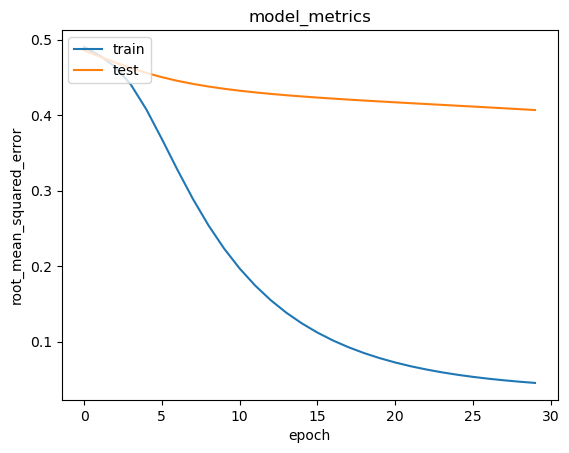 model_metrics
root_mean_squared_error
0.5
0.4
0.3
0.2
0.1
train
test
0 5 10 15 20 25 30
epoch